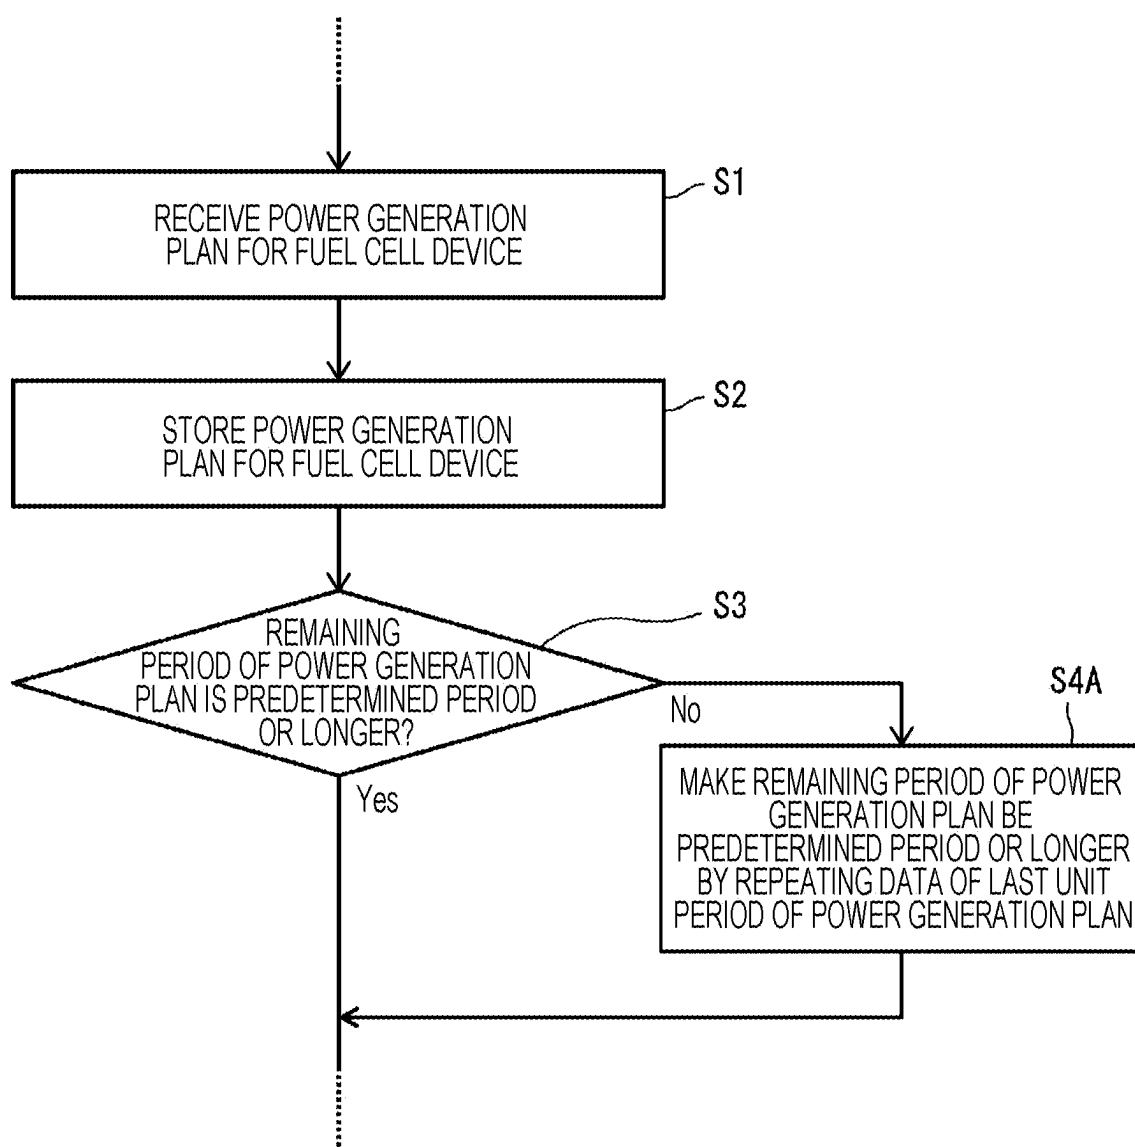 S1
RECEIVE POWER GENERATION
PLAN FOR FUEL CELL DEVICE
S2
STORE POWER GENERATION
PLAN FOR FUEL CELL DEVICE
S3
REMAINING
PERIOD OF POWER GENERATION
PLAN IS PREDETERMINED PERIOD
OR LONGER?
No
Yes
S4A
MAKE REMAINING PERIOD OF POWER
GENERATION PLAN BE
PREDETERMINED PERIOD OR LONGER
BY REPEATING DATA OF LAST UNIT
PERIOD OF POWER GENERATION PLAN